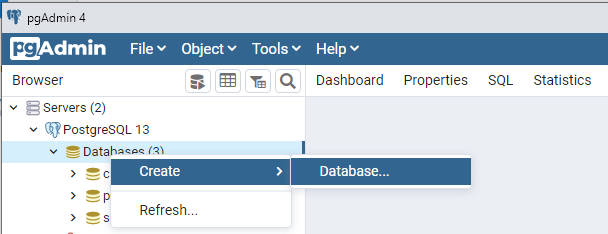 pgAdmin 4
pgAdmin File Object Tools Help
Browser Dashboard Properties SQL Statistics
Servers (2)
PostgreSQL 13
Databases (3)
c
Create Database...
p
s
Refresh...